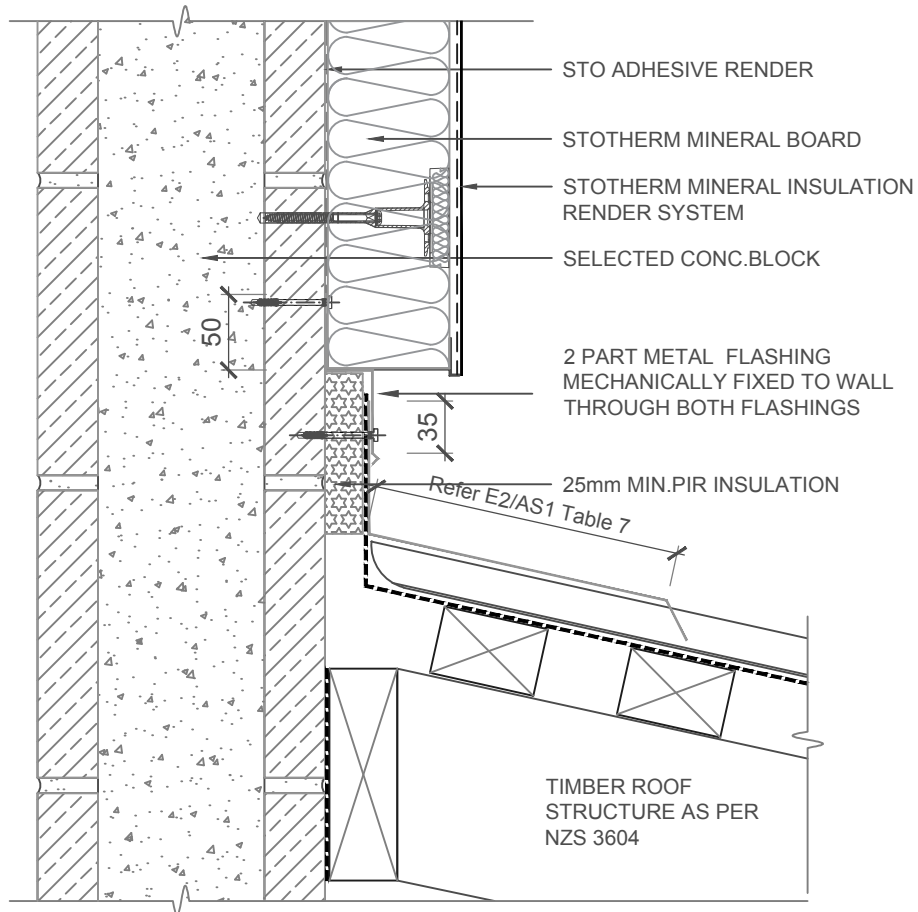 STO ADHESIVE RENDER
STOTHERM MINERAL BOARD
STOTHERM MINERAL INSULATION
RENDER SYSTEM
SELECTED CONC.BLOCK
50
2 PART METAL FLASHING
MECHANICALLY FIXED TO WALL
THROUGH BOTH FLASHINGS
35
25mm MIN.PIR INSULATION
Refer E2/AS1 Table 7
TIMBER ROOF
STRUCTURE AS PER
NZS 3604